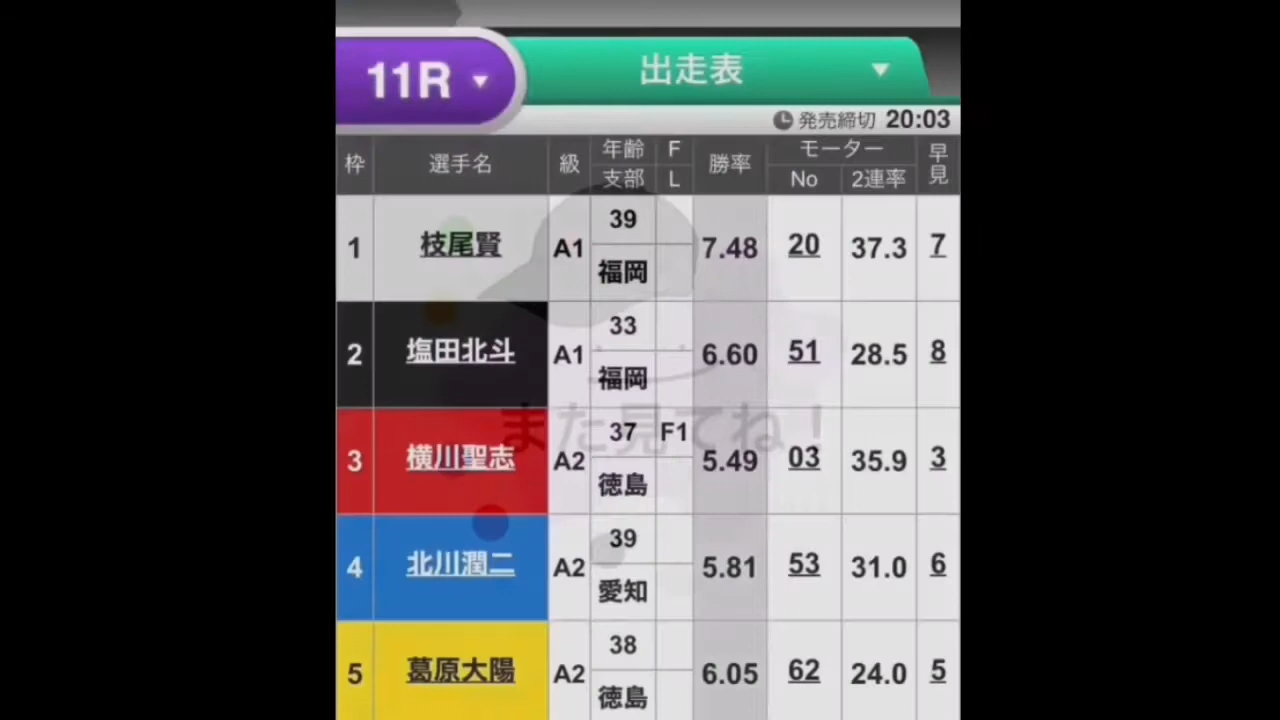 11R 出走表
発売締切 20:03
枠 選手名 級 年齢 支部 F L 勝率 モーター No 2連率 早見
1 枝尾賢 A1 39 福岡 7.48 20 37.3 7
2 塩田北斗 A1 33 福岡 6.60 51 28.5 8
また見てね！
3 横川聖志 A2 37 徳島 F1 5.49 03 35.9 3
4 北川潤二 A2 39 愛知 5.81 53 31.0 6
5 葛原大陽 A2 38 徳島 6.05 62 24.0 5